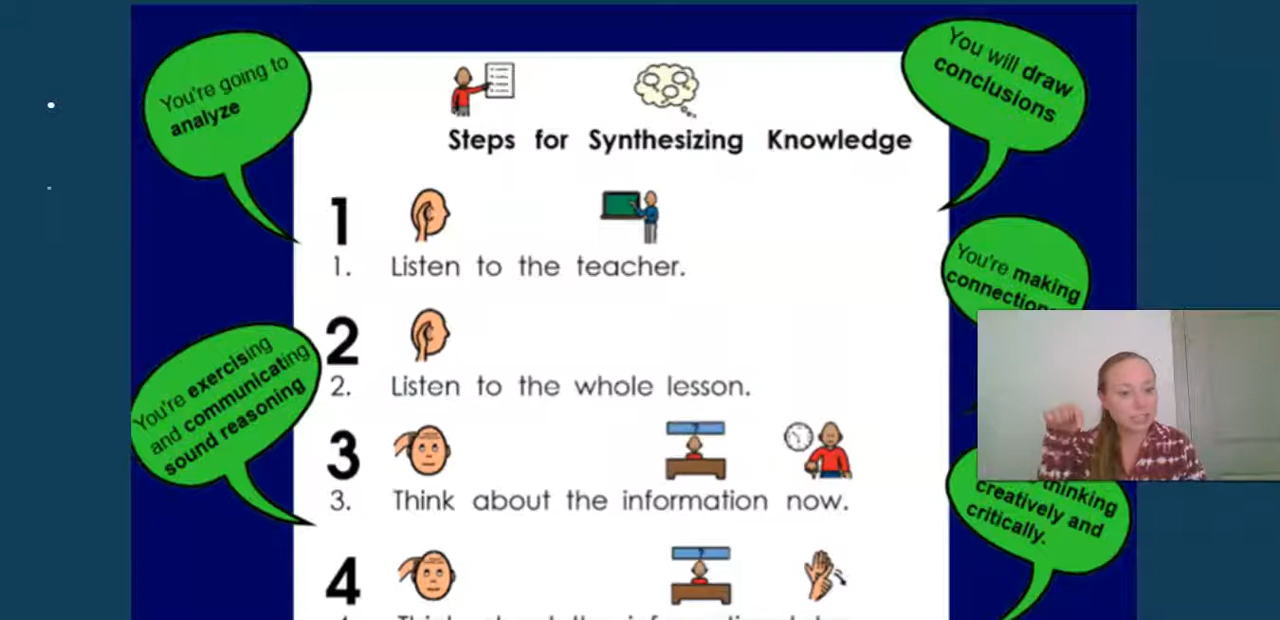 You're going to
analyze
You will draw
conclusions
Steps for Synthesizing Knowledge
1
1. Listen to the teacher.
You're making
2
2. Listen to the whole lesson.
You're exercising
and communicating
sound reasoning
3
3. Think about the information now.
thinking
creatively and
critically.
4